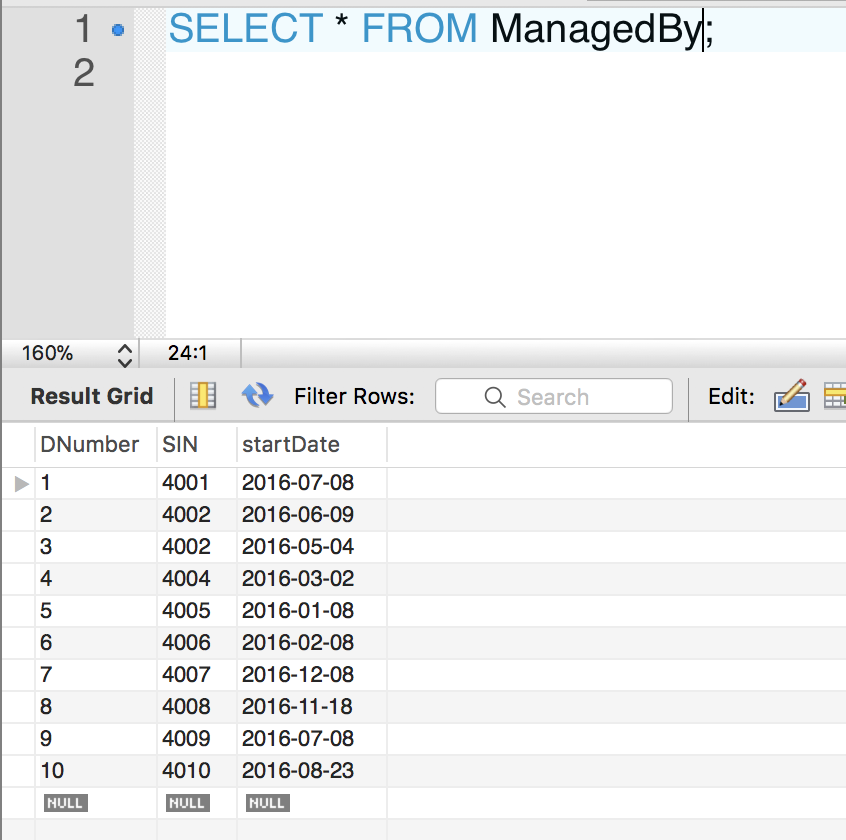 1 SELECT * FROM ManagedBy;
2
160% 24:1
Result Grid Filter Rows: Search Edit:
DNumber SIN startDate
1 4001 2016-07-08
2 4002 2016-06-09
3 4002 2016-05-04
4 4004 2016-03-02
5 4005 2016-01-08
6 4006 2016-02-08
7 4007 2016-12-08
8 4008 2016-11-18
9 4009 2016-07-08
10 4010 2016-08-23
NULL NULL NULL